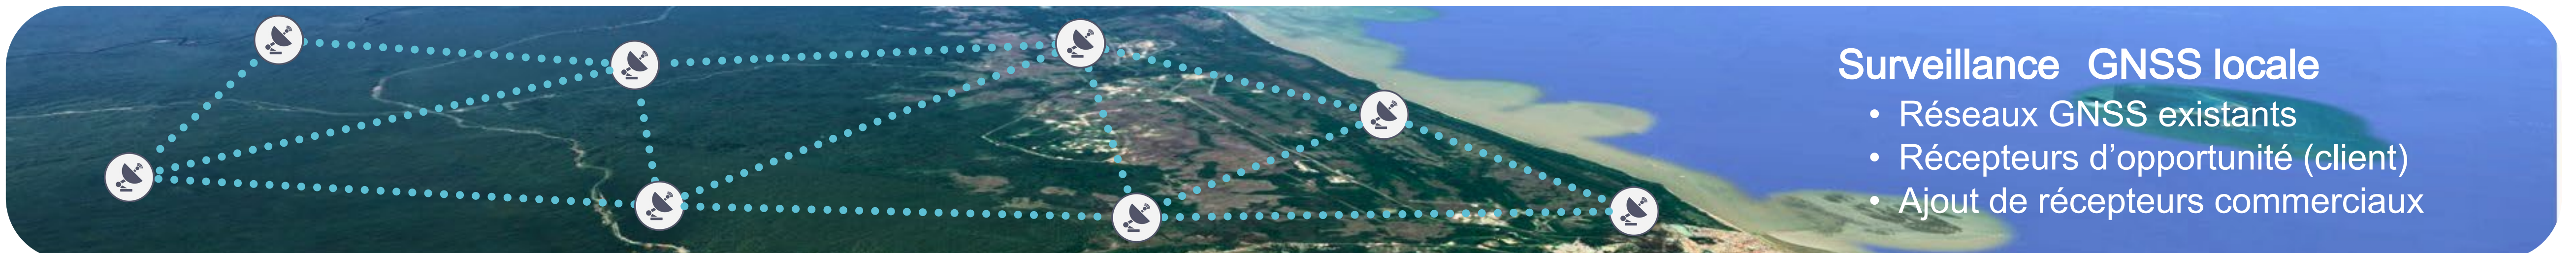 Surveillance GNSS locale
• Réseaux GNSS existants
• Récepteurs d’opportunité (client)
• Ajout de récepteurs commerciaux